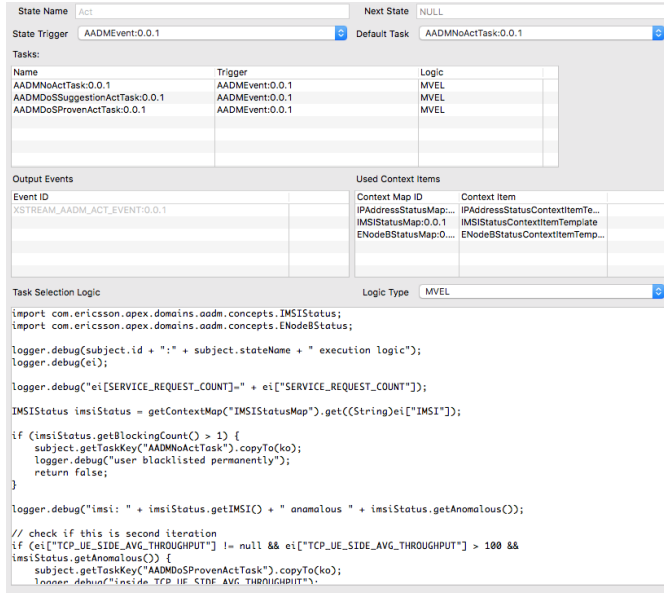 State Name Act Next State NULL
State Trigger AADMEvent:0.0.1 Default Task AADMNoActTask:0.0.1
Tasks:
Name Trigger Logic
AADMNoActTask:0.0.1 AADMEvent:0.0.1 MVEL
AADMDoSSuggestionActTask:0.0.1 AADMEvent:0.0.1 MVEL
AADMDoSProvenActTask:0.0.1 AADMEvent:0.0.1 MVEL
Output Events Used Context Items
Event ID Context Map ID Context Item
XSTREAM_AADM_ACT_EVENT:0.0.1 IPAddressStatusMap:... IPAddressStatusContextItemTe...
IMSIStatusMap:0.0.1 IMSIStatusContextItemTemplate
ENodeBStatusMap:0.... ENodeBStatusContextItemTemp...
Task Selection Logic Logic Type MVEL
import com.ericsson.apex.domains.aadm.concepts.IMSIStatus;
import com.ericsson.apex.domains.aadm.concepts.ENodeBStatus;
logger.debug(subject.id + ":" + subject.stateName + " execution logic");
logger.debug(ei);
logger.debug("ei[SERVICE_REQUEST_COUNT]=" + ei["SERVICE_REQUEST_COUNT"]);
IMSIStatus imsiStatus = getContextMap("IMSIStatusMap").get((String)ei["IMSI"]);
if (imsiStatus.getBlockingCount() > 1) {
subject.getTaskKey("AADMNoActTask").copyTo(ko);
logger.debug("user blacklisted permanently");
return false;
}
logger.debug("imsi: " + imsiStatus.getIMSI() + " anamalous " + imsiStatus.getAnomalous());
// check if this is second iteration
if (ei["TCP_UE_SIDE_AVG_THROUGHPUT"] != null && ei["TCP_UE_SIDE_AVG_THROUGHPUT"] > 100 &&
imsiStatus.getAnomalous()) {
subject.getTaskKey("AADMDoSProvenActTask").copyTo(ko);
logger.debug("inside TCP_UE_SIDE_AVG_THROUGHPUT");